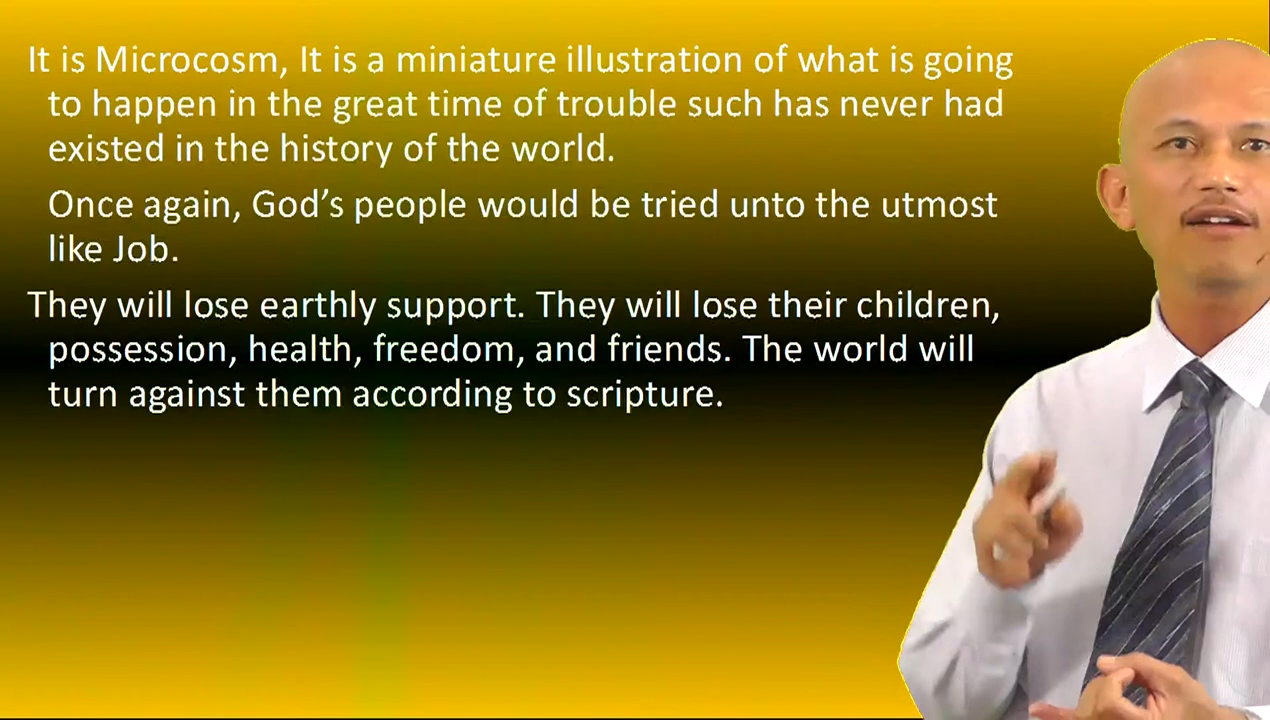 It is Microcosm, It is a miniature illustration of what is going
to happen in the great time of trouble such has never had
existed in the history of the world.
Once again, God's people would be tried unto the utmost
like Job.
They will lose earthly support. They will lose their children,
possession, health, freedom, and friends. The world will
turn against them according to scripture.